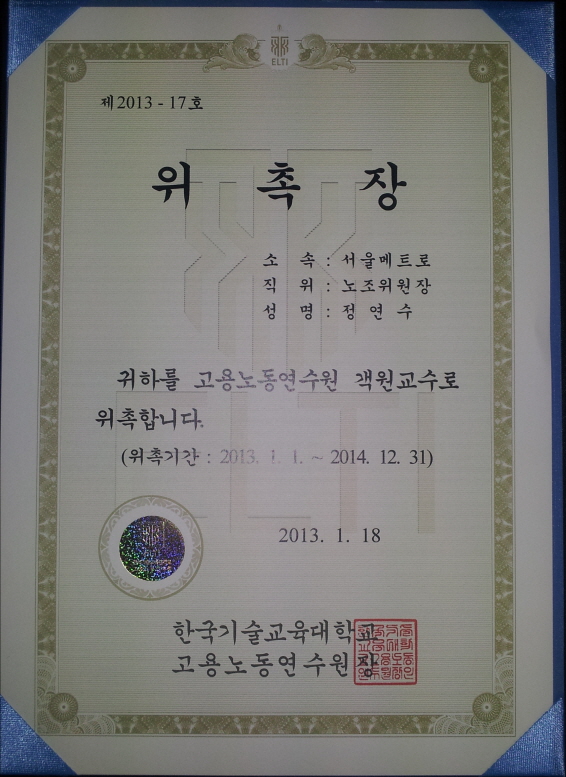 ELTI
제2013 - 17호
위 촉 장
소 속 : 서울메트로
직 위 : 노조위원장
성 명 : 정 연 수
귀하를 고용노동연수원 객원교수로
위촉합니다.
(위촉기간 : 2013. 1. 1. ~ 2014. 12. 31)
2013. 1. 18
한국기술교육대학교
고용노동연수원장